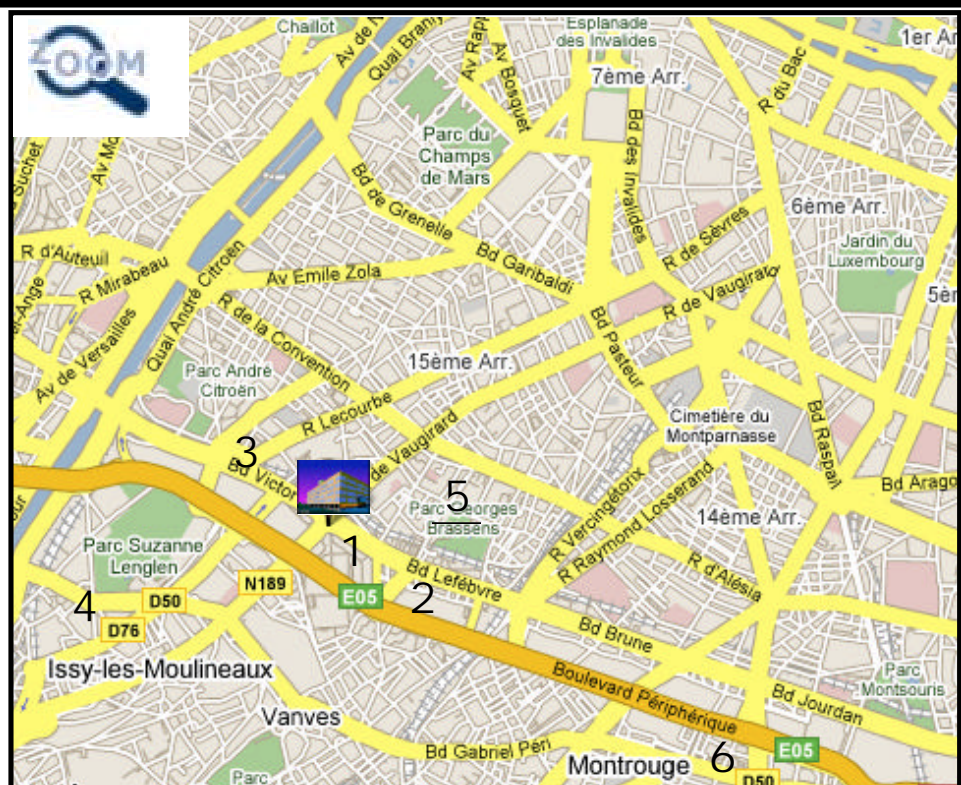 ZOOM
Chaillot
Av de N
Quai Branly
Av Rapp
Av Bosquet
Esplanade
des Invalides
7ème Arr.
R du Bac
1er Ar
Suchet
Av Mo
Parc du
Champs
de Mars
Bd des Invalides
Bd de Grenelle
6ème Arr.
R d'Auteuil
R Mirabeau
Quai André Citroën
Av Emile Zola
Bd Garibaldi
R de Sèvres
Jardin du
Luxembourg
5èr
el-Ange
Av de Versailles
R de la Convention
R de Vaugirard
Parc André
Citroën
15ème Arr.
Bd Pasteur
R Lecourbe
Cimetière du
Montparnasse
Bd Raspail
3
Bd Victor
de Vaugirard
5
Parc Georges
Brassens
R Vercingétorix
R Raymond Losserand
14ème Arr.
Bd Arago
Parc Suzanne
Lenglen
1
Bd Lefébvre
R d'Alésia
N189
E05
2
4
D50
D76
Bd Brune
Issy-les-Moulineaux
Boulevard Périphérique
Parc
Montsouris
Bd Jourdan
Vanves
Bd Gabriel Péri
Montrouge
6
E05
D50
Parc